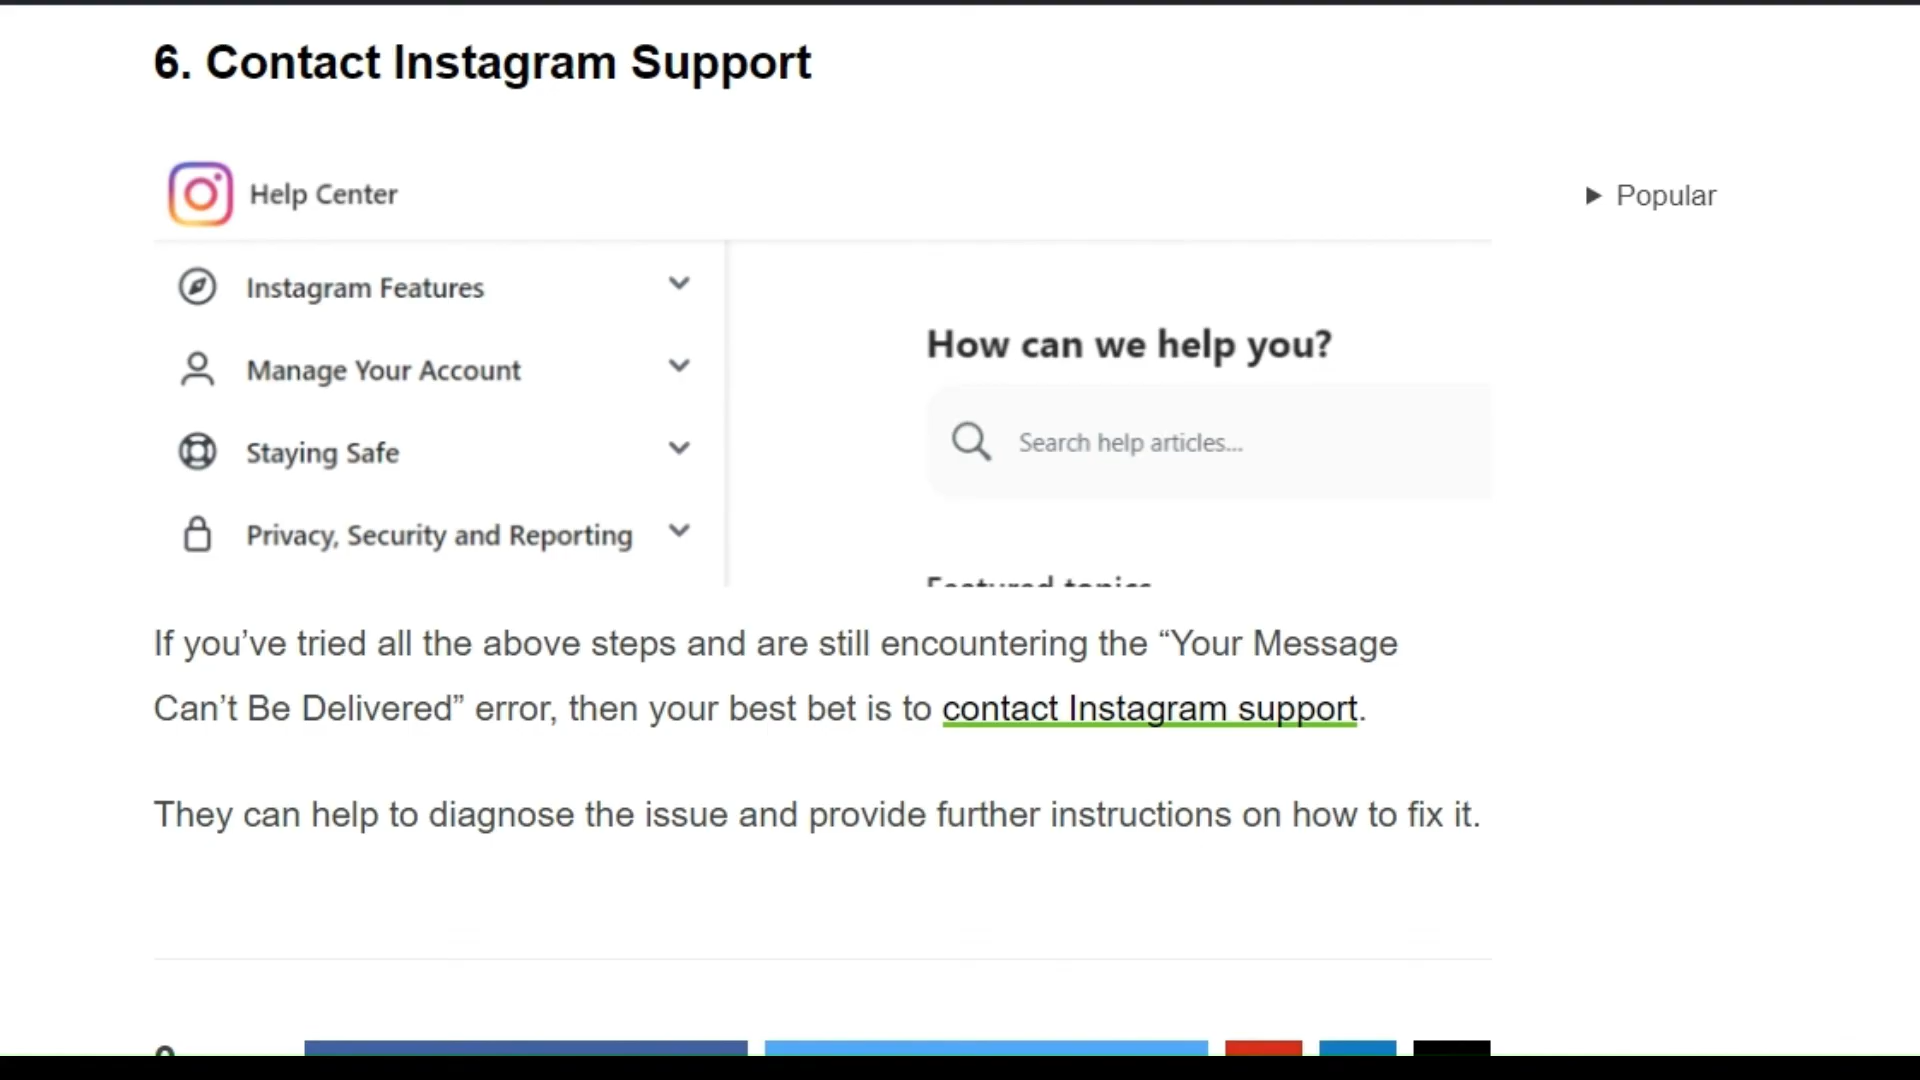 6. Contact Instagram Support
Help Center
Popular
Instagram Features
Manage Your Account
Staying Safe
Privacy, Security and Reporting
How can we help you?
Search help articles...
Featured topics
If you’ve tried all the above steps and are still encountering the “Your Message
Can’t Be Delivered” error, then your best bet is to contact Instagram support.
They can help to diagnose the issue and provide further instructions on how to fix it.